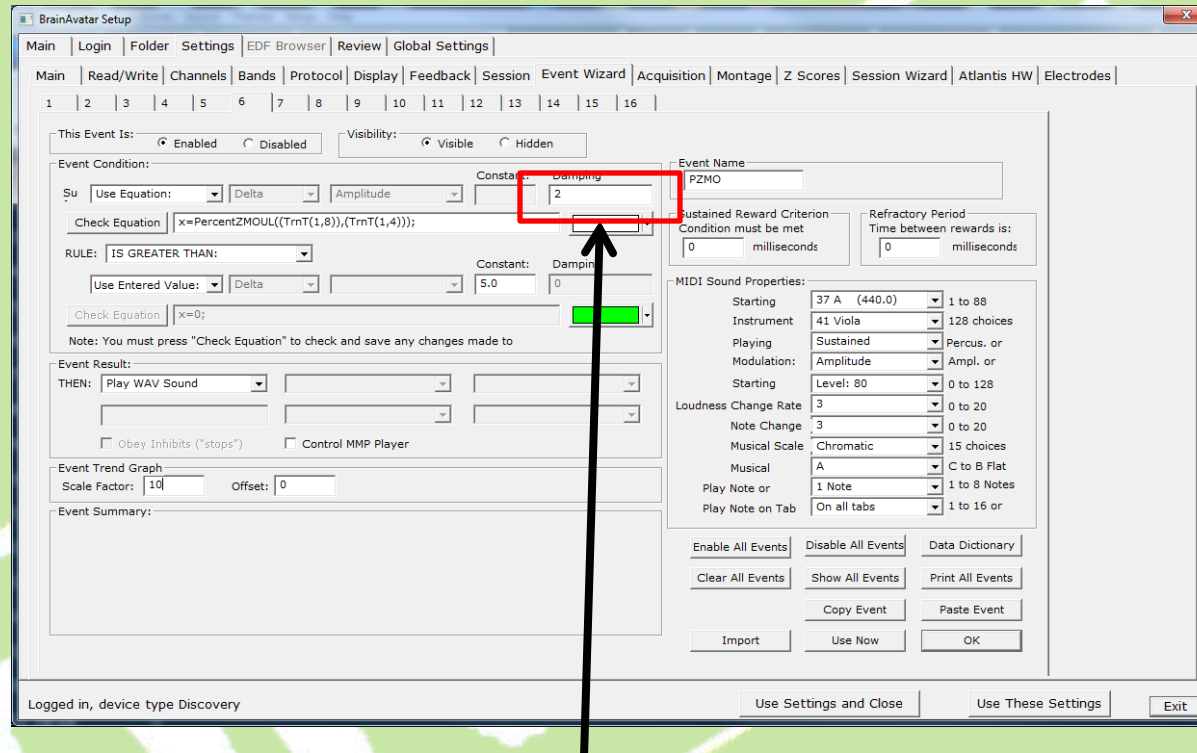 BrainAvatar Setup
Main Login Folder Settings EDF Browser Review Global Settings
Main Read/Write Channels Bands Protocol Display Feedback Session Event Wizard Acquisition Montage Z Scores Session Wizard Atlantis HW Electrodes
1 2 3 4 5 6 7 8 9 10 11 12 13 14 15 16
This Event Is: Enabled Disabled Visibility: Visible Hidden
Event Condition:
Constant: Damping
Su Use Equation: Delta Amplitude 2
Check Equation x=PercentZMOUL((TrnT(1,8)),(TrnT(1,4)));
RULE: IS GREATER THAN:
Constant: Damping
Use Entered Value: Delta 5.0 0
Check Equation x=0;
Note: You must press "Check Equation" to check and save any changes made to
Event Result:
THEN: Play WAV Sound
Obey Inhibits ("stops") Control MMP Player
Event Trend Graph
Scale Factor: 10 Offset: 0
Event Summary:
Event Name
PZMO
Sustained Reward Criterion
Condition must be met
0 milliseconds
Refractory Period
Time between rewards is:
0 milliseconds
MIDI Sound Properties:
Starting 37 A (440.0) 1 to 88
Instrument 41 Viola 128 choices
Playing Sustained Percus. or
Modulation: Amplitude Ampl. or
Starting Level: 80 0 to 128
Loudness Change Rate 3 0 to 20
Note Change 3 0 to 20
Musical Scale Chromatic 15 choices
Musical A C to B Flat
Play Note or 1 Note 1 to 8 Notes
Play Note on Tab On all tabs 1 to 16 or
Enable All Events Disable All Events Data Dictionary
Clear All Events Show All Events Print All Events
Copy Event Paste Event
Import Use Now OK
Logged in, device type Discovery Use Settings and Close Use These Settings Exit